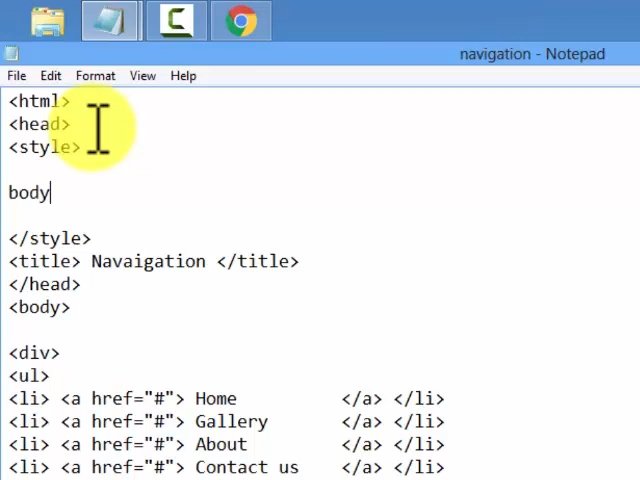 navigation - Notepad
File Edit Format View Help
<html>
<head>
<style>
body
</style>
<title> Navaigation </title>
</head>
<body>
<div>
<ul>
<li> <a href="#"> Home </a> </li>
<li> <a href="#"> Gallery </a> </li>
<li> <a href="#"> About </a> </li>
<li> <a href="#"> Contact us </a> </li>